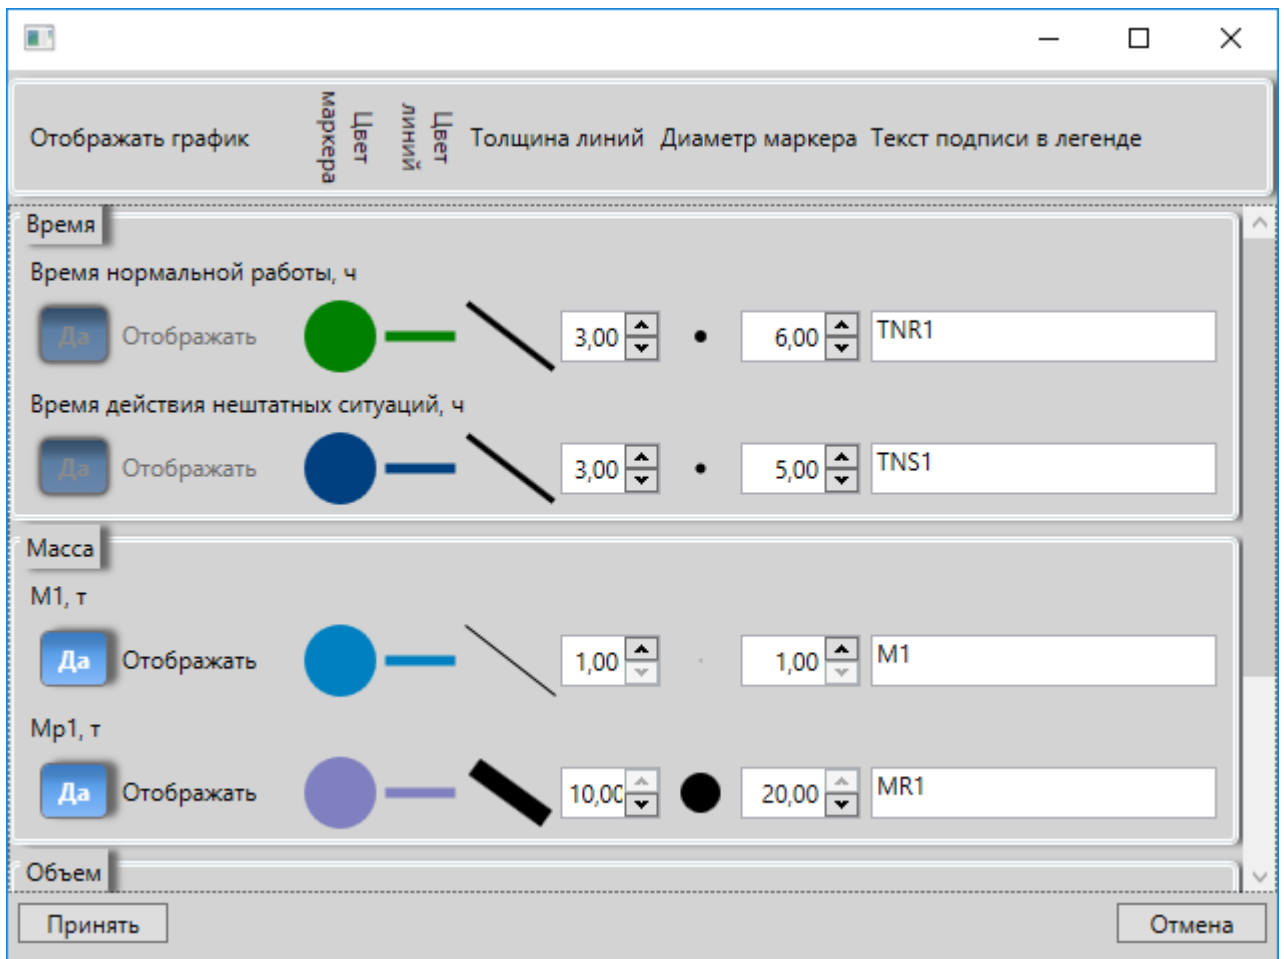 Отображать график
Цвет
маркера
Цвет
линий
Толщина линий
Диаметр маркера
Текст подписи в легенде
Время
Время нормальной работы, ч
Да Отображать 3,00 6,00 TNR1
Время действия нештатных ситуаций, ч
Да Отображать 3,00 5,00 TNS1
Масса
М1, т
Да Отображать 1,00 1,00 М1
Мр1, т
Да Отображать 10,00 20,00 MR1
Объем
Принять
Отмена